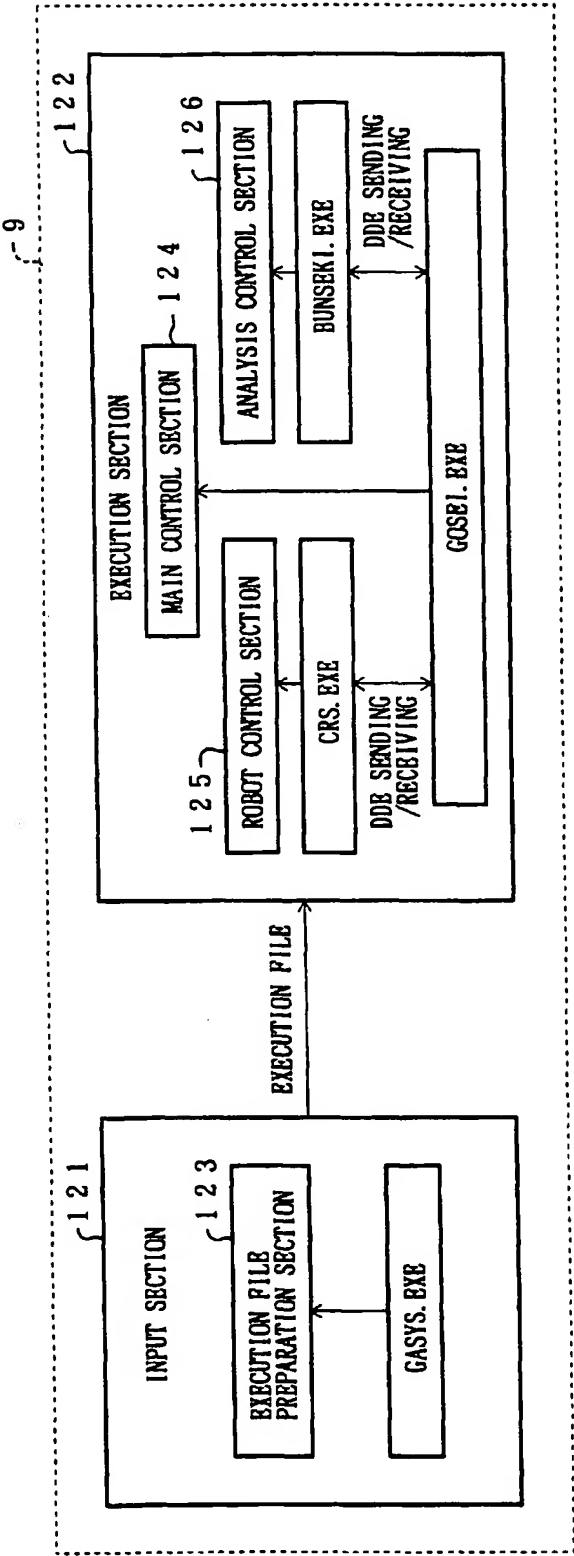 9
121
INPUT SECTION
123
EXECUTION FILE
PREPARATION SECTION
GASYS.EXE
EXECUTION FILE
122
EXECUTION SECTION
124
MAIN CONTROL SECTION
125
ROBOT CONTROL SECTION
CRS.EXE
DDE SENDING
/RECEIVING
126
ANALYSIS CONTROL SECTION
BUNSEKI.EXE
DDE SENDING
/RECEIVING
GOSEI.EXE